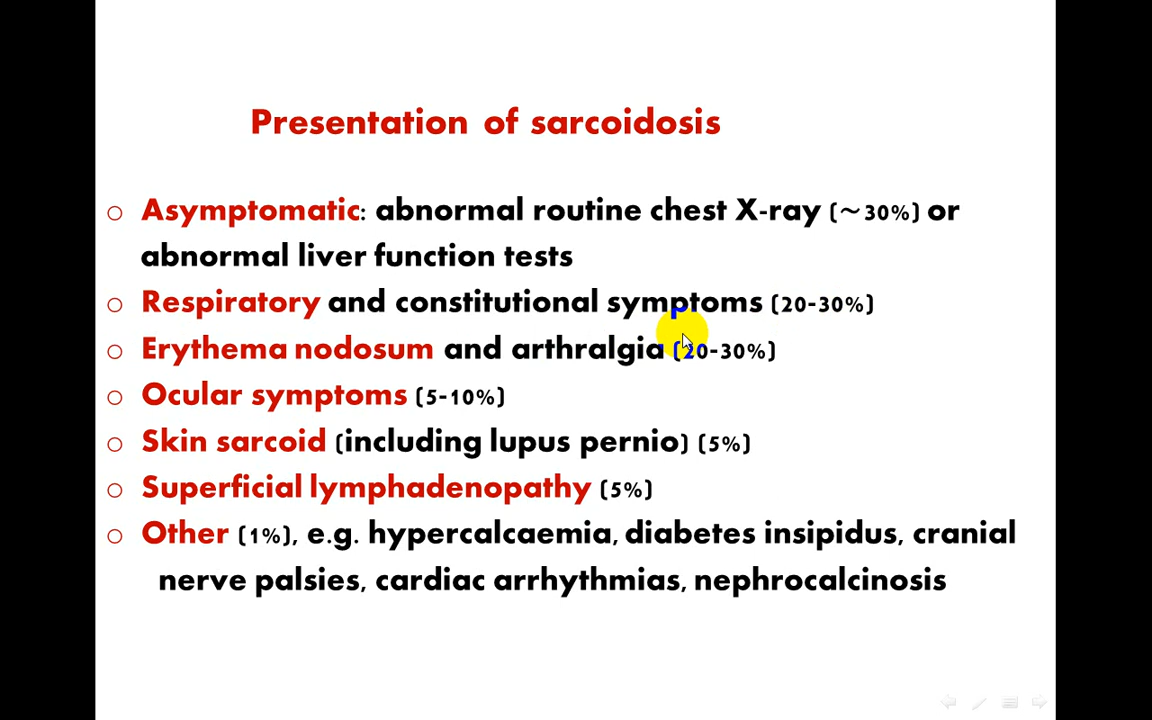 Presentation of sarcoidosis
o Asymptomatic: abnormal routine chest X-ray (~30%) or
abnormal liver function tests
o Respiratory and constitutional symptoms (20-30%)
o Erythema nodosum and arthralgia (20-30%)
o Ocular symptoms (5-10%)
o Skin sarcoid (including lupus pernio) (5%)
o Superficial lymphadenopathy (5%)
o Other (1%), e.g. hypercalcaemia, diabetes insipidus, cranial
nerve palsies, cardiac arrhythmias, nephrocalcinosis